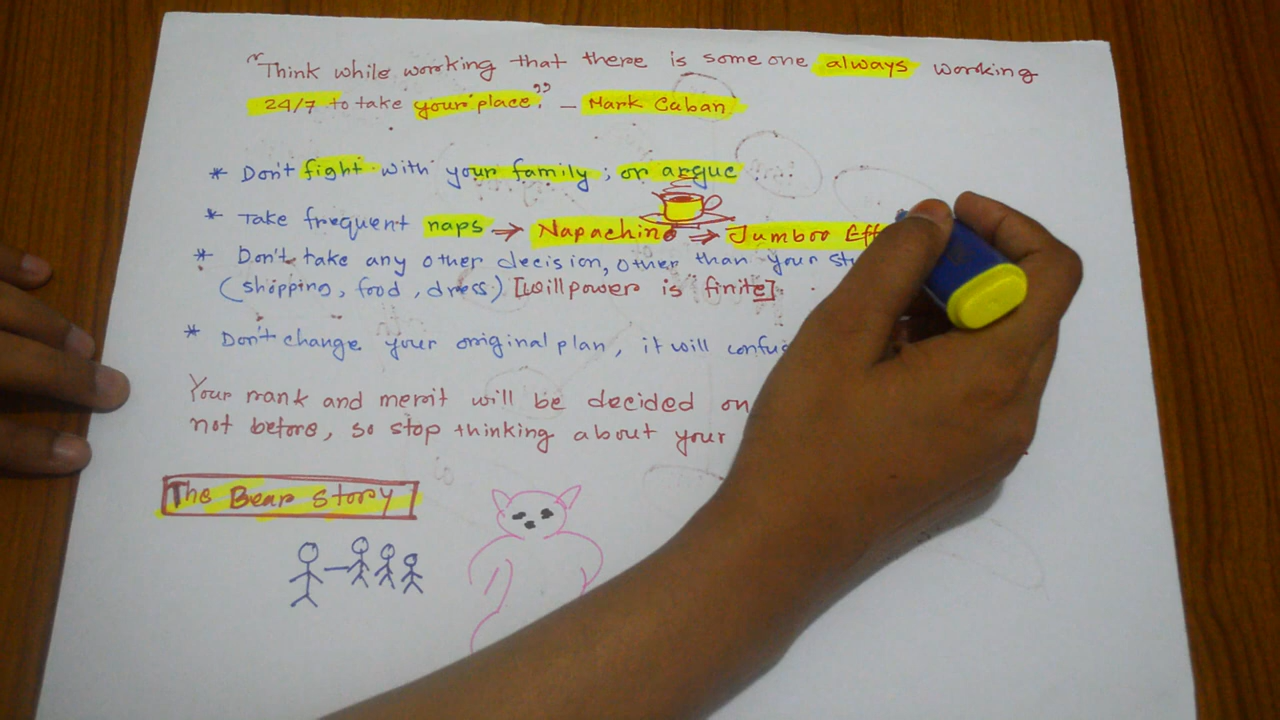 "Think while working that there is some one always working
24/7 to take your place". - Mark Cuban
* Don't fight with your family ; or argue
* Take frequent naps → Napachino → Jumboo Eff
* Don't take any other decision, other than your
(shopping, food, dress) [willpower is finite].
* Don't change your original plan, it will
Your rank and merit will be decided on
not before, so stop thinking about your
The Bear Story